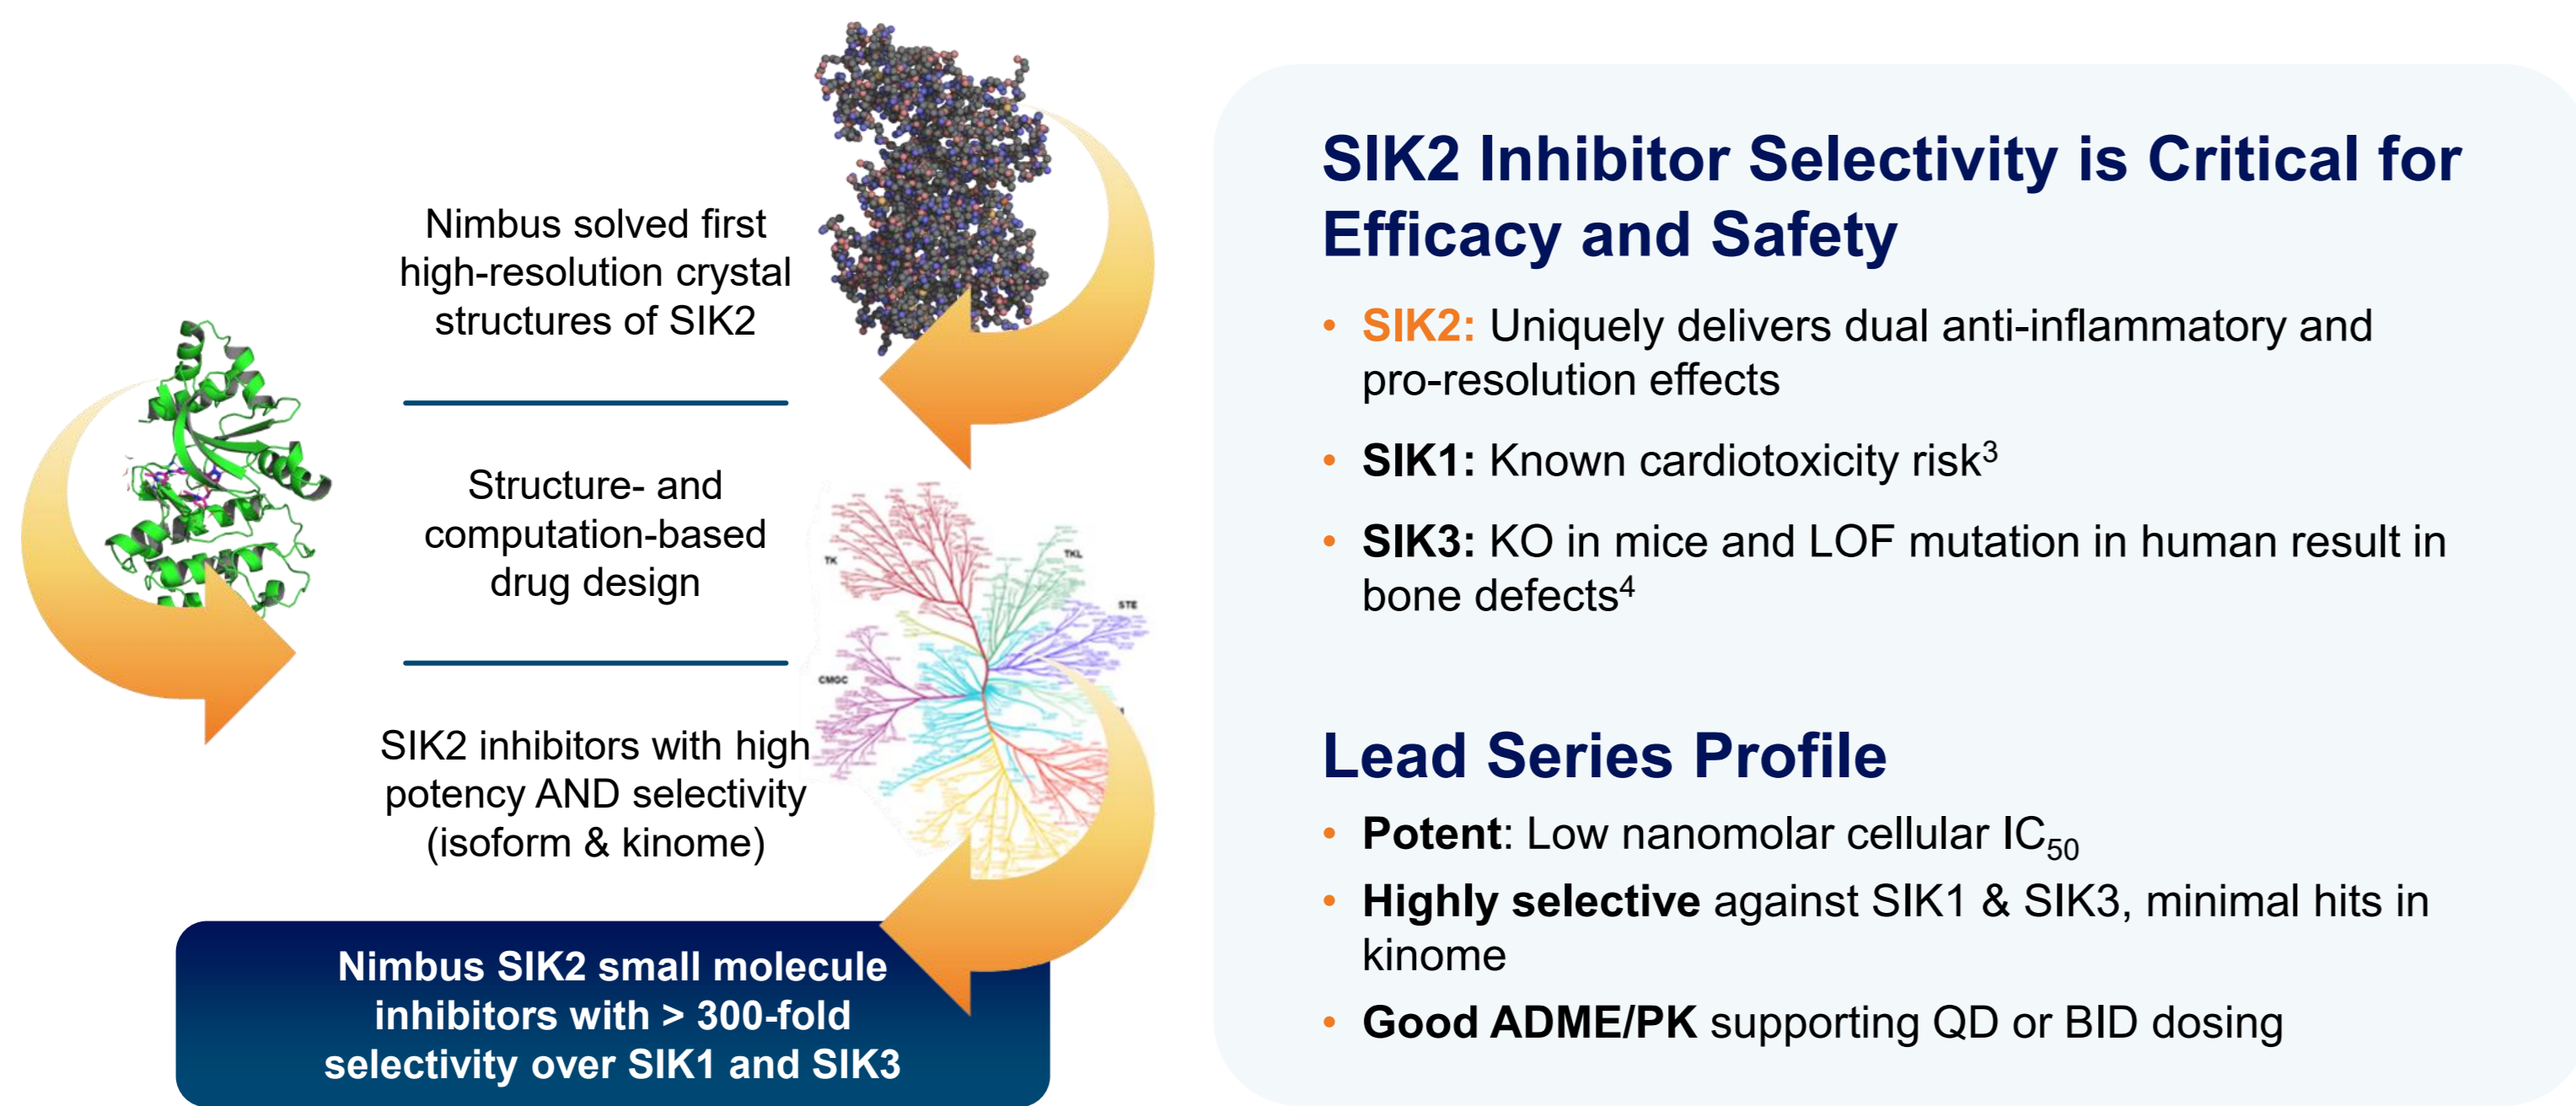 Nimbus solved first
high-resolution crystal
structures of SIK2
Structure- and
computation-based
drug design
SIK2 inhibitors with high
potency AND selectivity
(isoform & kinome)
TK
TKL
STE
CMGC
Nimbus SIK2 small molecule
inhibitors with > 300-fold
selectivity over SIK1 and SIK3
SIK2 Inhibitor Selectivity is Critical for
Efficacy and Safety
• SIK2: Uniquely delivers dual anti-inflammatory and
pro-resolution effects
• SIK1: Known cardiotoxicity risk³
• SIK3: KO in mice and LOF mutation in human result in
bone defects⁴
Lead Series Profile
• Potent: Low nanomolar cellular IC₅₀
• Highly selective against SIK1 & SIK3, minimal hits in
kinome
• Good ADME/PK supporting QD or BID dosing